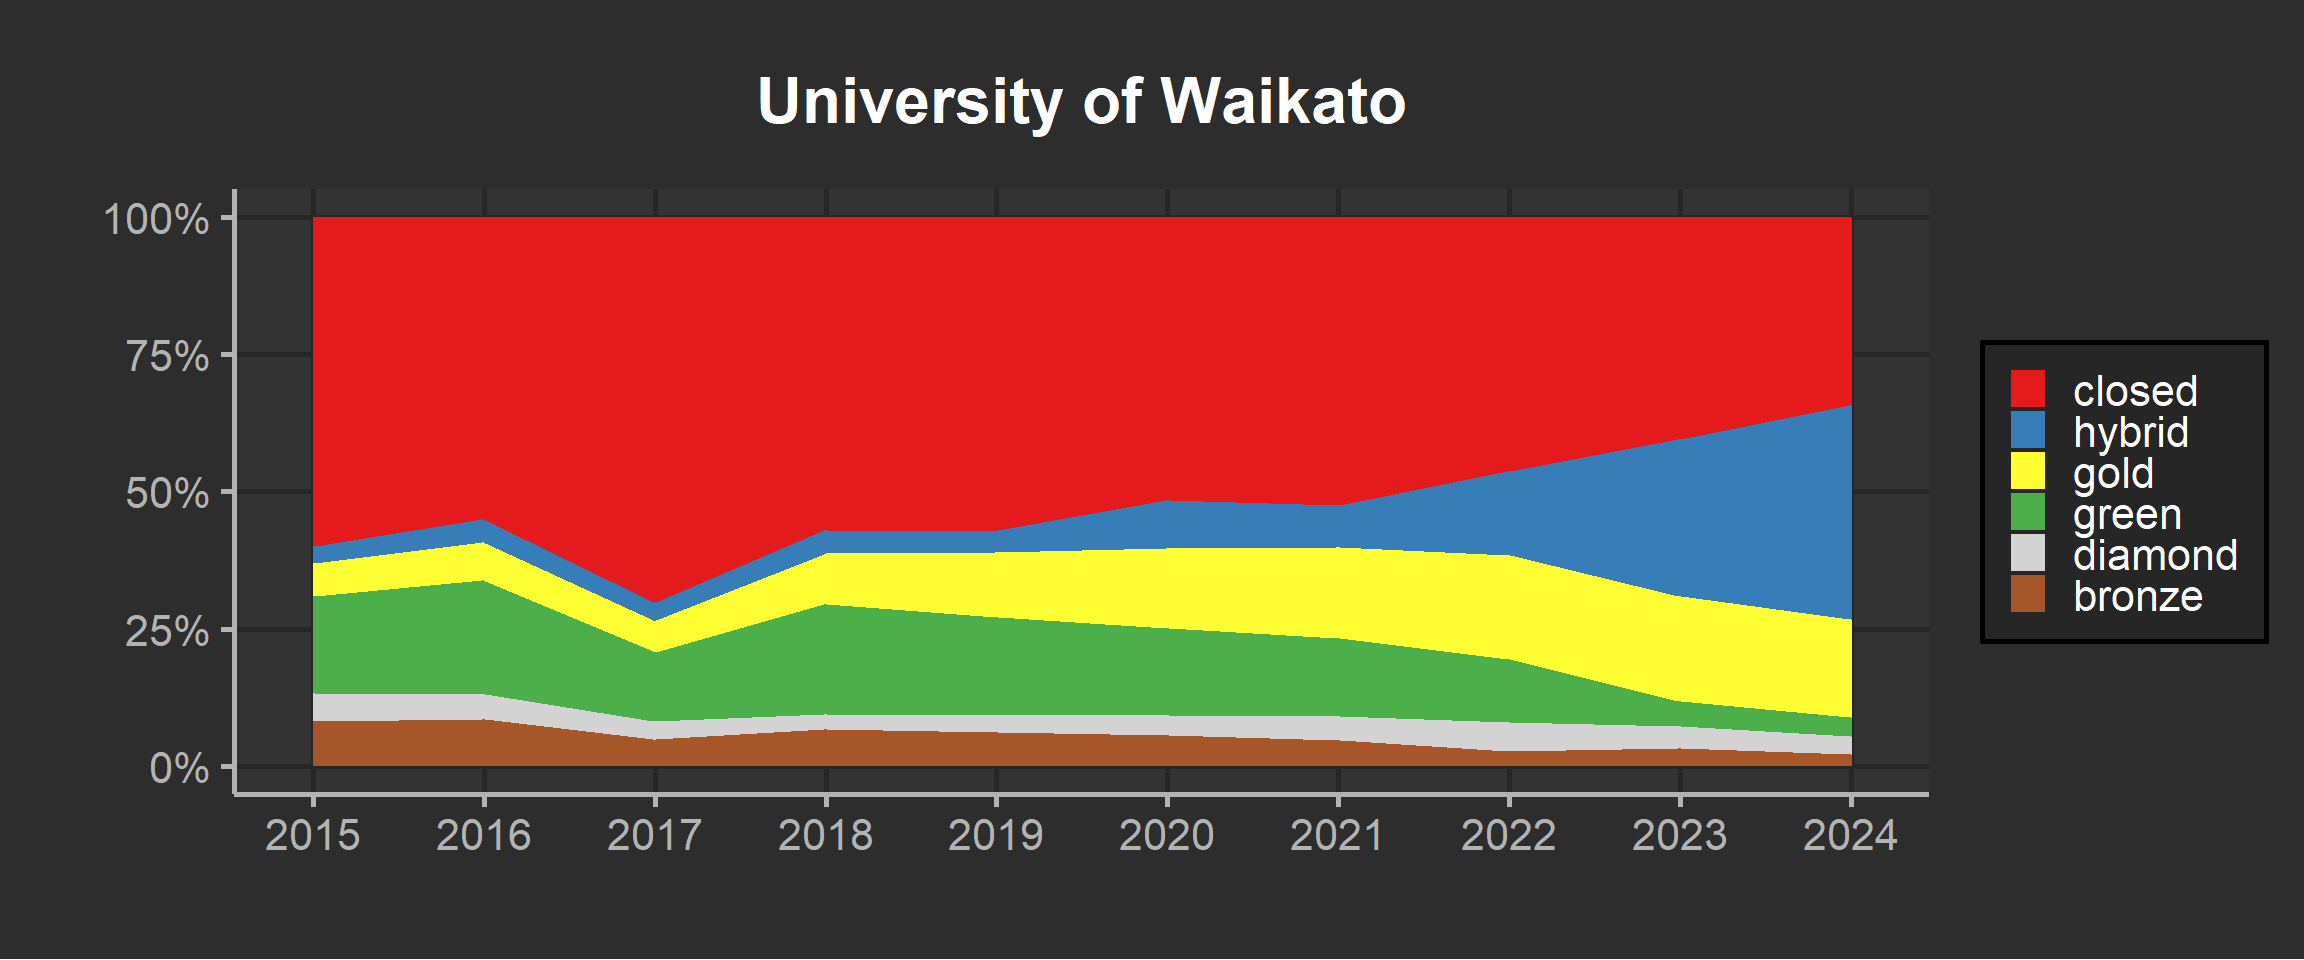 University of Waikato
100%
75%
50%
25%
0%
2015 2016 2017 2018 2019 2020 2021 2022 2023 2024
closed
hybrid
gold
green
diamond
bronze